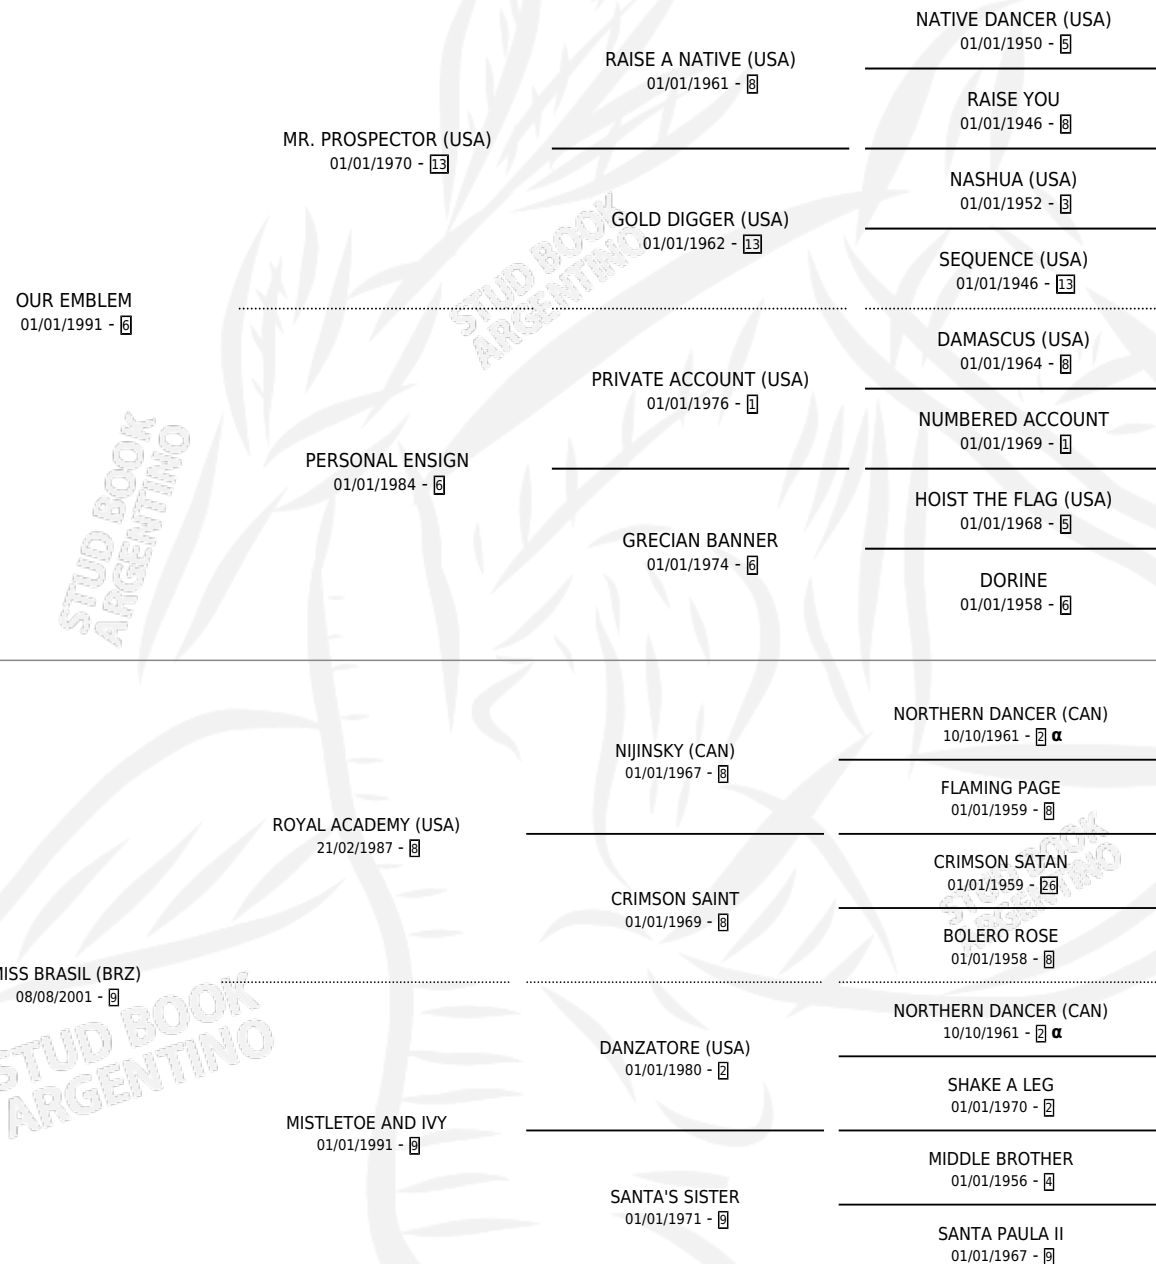 NATIVE DANCER (USA)
01/01/1950 - 5
RAISE A NATIVE (USA)
01/01/1961 - 8
RAISE YOU
01/01/1946 - 8
MR. PROSPECTOR (USA)
01/01/1970 - 13
NASHUA (USA)
01/01/1952 - 3
GOLD DIGGER (USA)
01/01/1962 - 13
SEQUENCE (USA)
01/01/1946 - 13
OUR EMBLEM
01/01/1991 - 6
DAMASCUS (USA)
01/01/1964 - 8
PRIVATE ACCOUNT (USA)
01/01/1976 - 1
NUMBERED ACCOUNT
01/01/1969 - 1
PERSONAL ENSIGN
01/01/1984 - 6
HOIST THE FLAG (USA)
01/01/1968 - 5
GRECIAN BANNER
01/01/1974 - 6
DORINE
01/01/1958 - 6
NORTHERN DANCER (CAN)
10/10/1961 - 2 α
NIJINSKY (CAN)
01/01/1967 - 8
FLAMING PAGE
01/01/1959 - 8
ROYAL ACADEMY (USA)
21/02/1987 - 8
CRIMSON SATAN
01/01/1959 - 26
CRIMSON SAINT
01/01/1969 - 8
BOLERO ROSE
01/01/1958 - 8
MISS BRASIL (BRZ)
08/08/2001 - 9
NORTHERN DANCER (CAN)
10/10/1961 - 2 α
DANZATORE (USA)
01/01/1980 - 2
SHAKE A LEG
01/01/1970 - 2
MISTLETOE AND IVY
01/01/1991 - 9
MIDDLE BROTHER
01/01/1956 - 4
SANTA'S SISTER
01/01/1971 - 9
SANTA PAULA II
01/01/1967 - 9
STUD BOOK
ARGENTINO
STUD BOOK
ARGENTINO
STUD BOOK
ARGENTINO
STUD BOOK
ARGENTINO